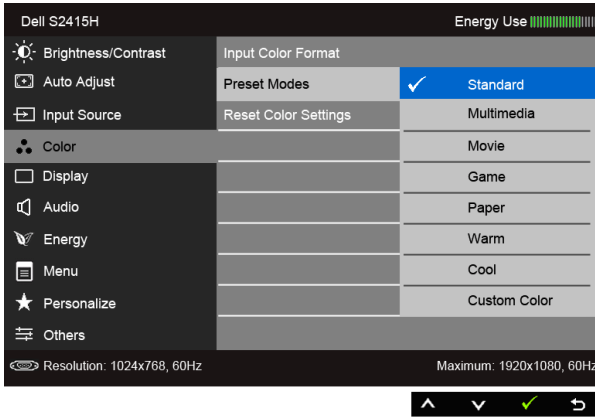 Dell S2415H
Energy Use
Brightness/Contrast
Auto Adjust
Input Source
Color
Display
Audio
Energy
Menu
Personalize
Others
Input Color Format
Preset Modes
Reset Color Settings
Standard
Multimedia
Movie
Game
Paper
Warm
Cool
Custom Color
Resolution: 1024x768, 60Hz
Maximum: 1920x1080, 60Hz